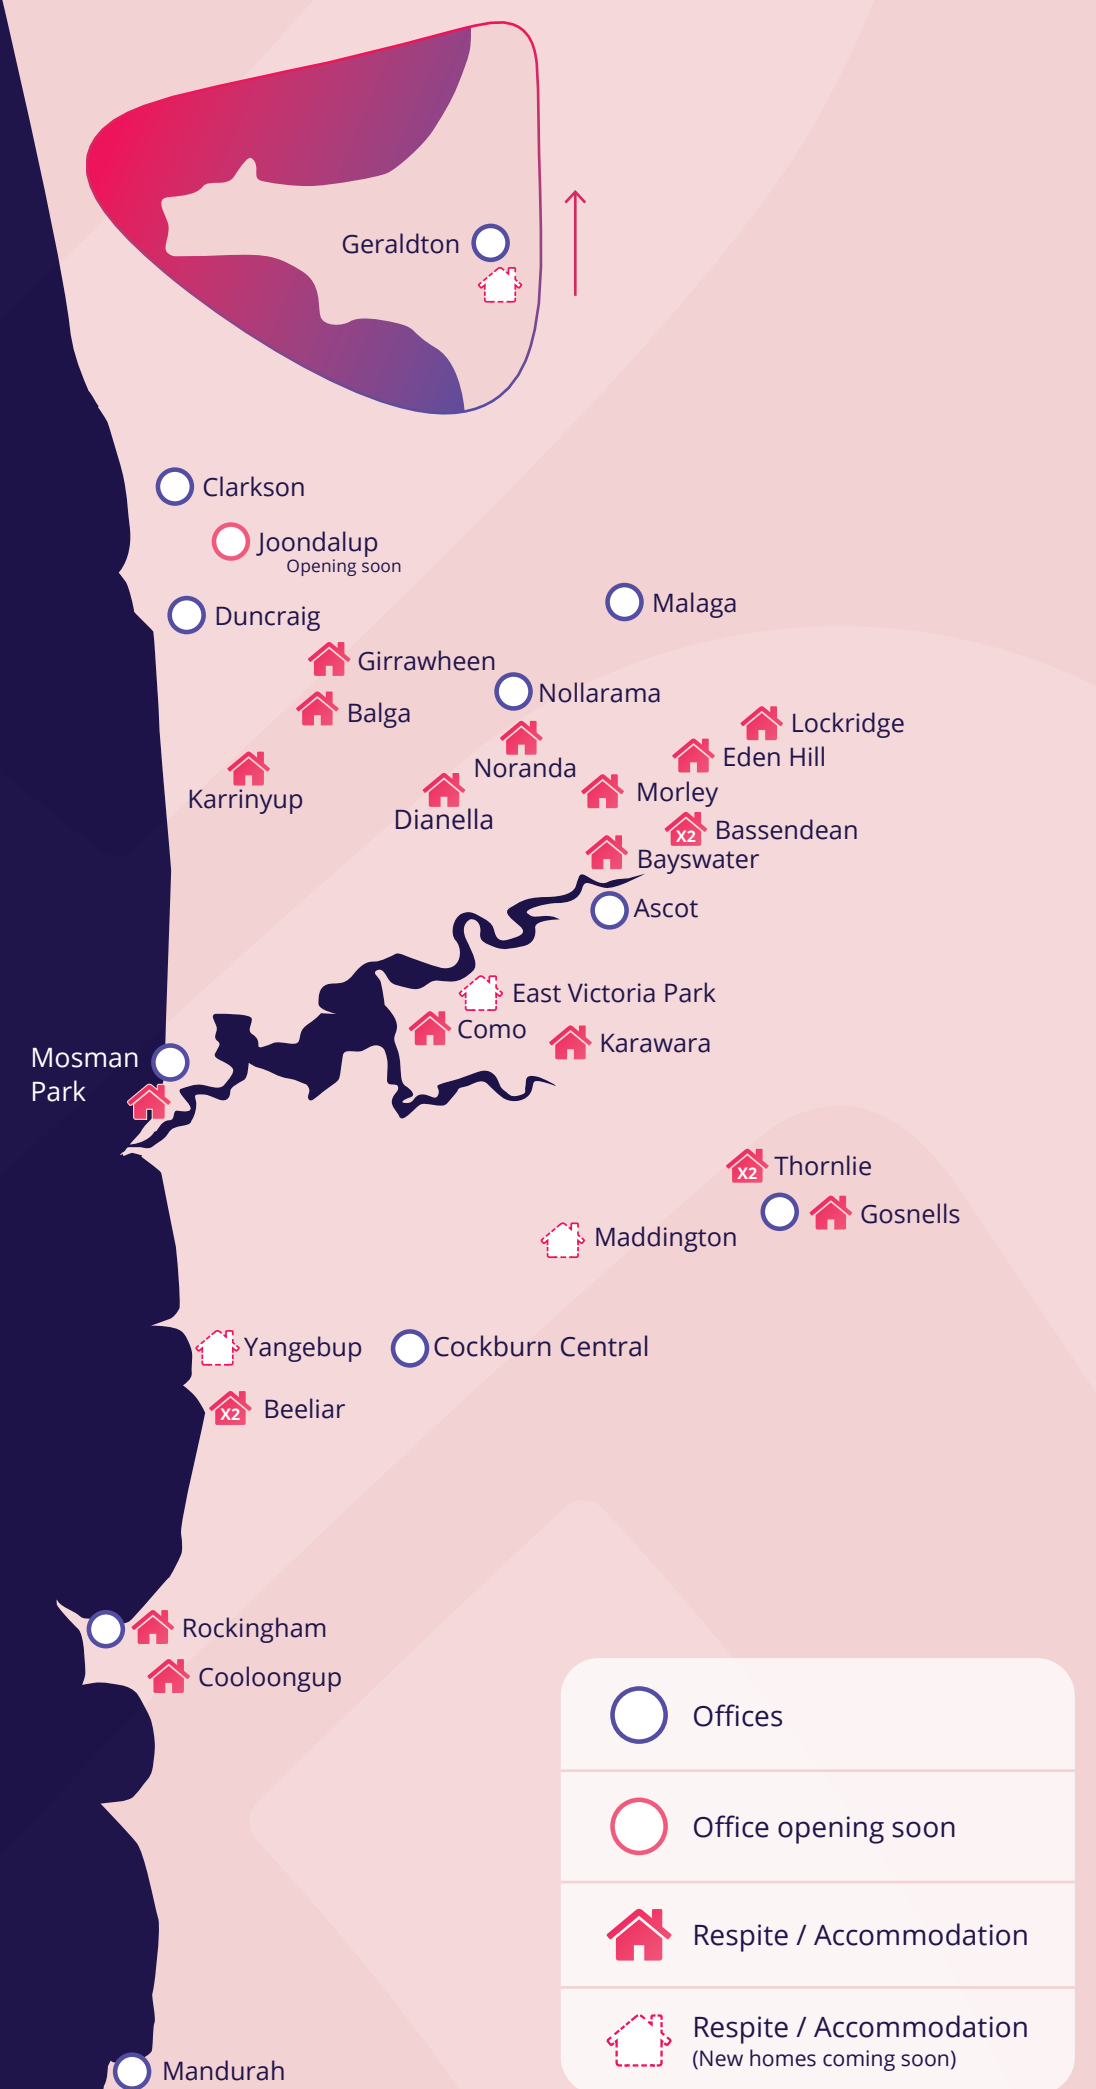 Geraldton
Clarkson
Joondalup
Opening soon
Malaga
Duncraig
Girrawheen
Nollarama
Balga
Lockridge
Eden Hill
Noranda
Morley
Karrinyup
Dianella
X2 Bassendean
Bayswater
Ascot
East Victoria Park
Como
Karawara
Mosman
Park
X2 Thornlie
Gosnells
Maddington
Yangebup
Cockburn Central
X2 Beeliar
Rockingham
Cooloongup
Offices
Office opening soon
Respite / Accommodation
Respite / Accommodation
(New homes coming soon)
Mandurah